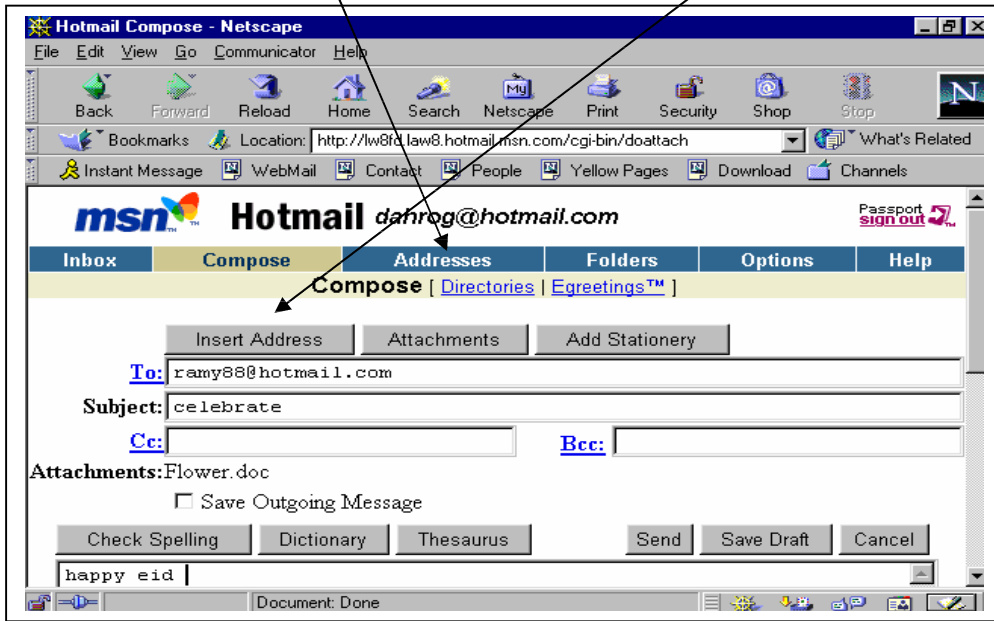 Hotmail Compose - Netscape
File Edit View Go Communicator Help
Back Forward Reload Home Search Netscape Print Security Shop Stop
My
N
Bookmarks Location: http://lw8fd.law8.hotmail.msn.com/cgi-bin/doattach What's Related
Instant Message WebMail Contact People Yellow Pages Download Channels
msn™ Hotmail dahrog@hotmail.com Passport
sign out
Inbox Compose Addresses Folders Options Help
Compose [ Directories | Egreetings™ ]
Insert Address Attachments Add Stationery
To: ramy88@hotmail.com
Subject: celebrate
Cc: Bcc:
Attachments:Flower.doc
Save Outgoing Message
Check Spelling Dictionary Thesaurus Send Save Draft Cancel
happy eid
Document: Done